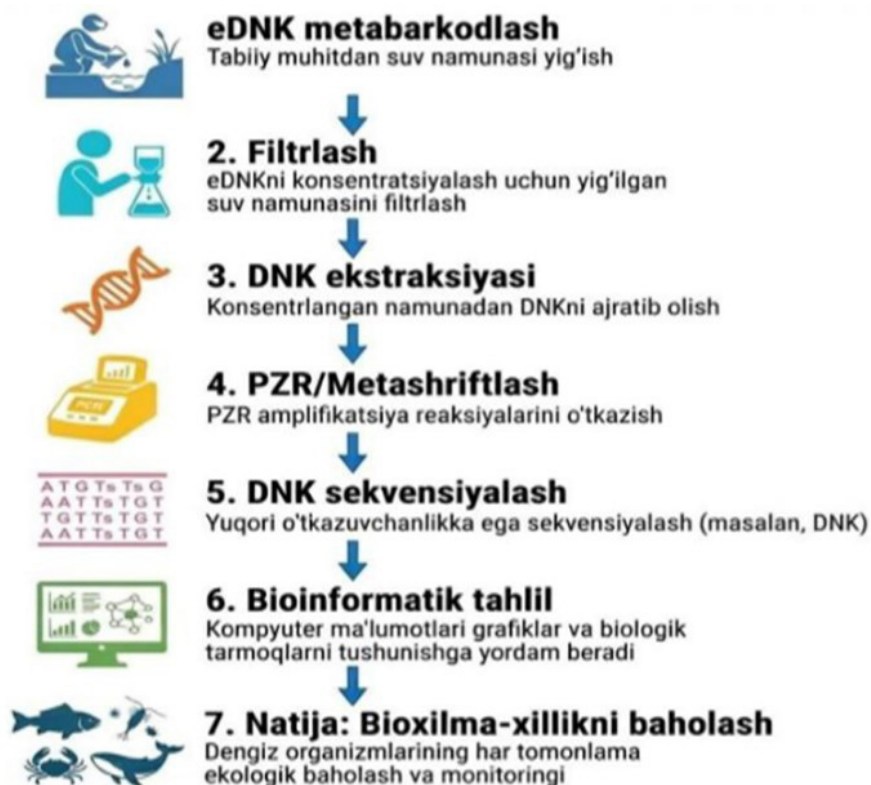 eDNK metabarkodlash
Tabiiy muhitdan suv namunasi yig'ish
2. Filtrlash
eDNKni konsentratsiyalash uchun yig'ilgan
suv namunasini filtrlash
3. DNK ekstraksiyasi
Konsentrlangan namunadan DNKni ajratib olish
4. PZR/Metashriftlash
PZR amplifikatsiya reaksiyalarini o'tkazish
ATGTsTsG
AATTsTGT
TGTTsTGT
AATTsTGT
5. DNK sekvensiyalash
Yuqori o'tkazuvchanlikka ega sekvensiyalash (masalan, DNK)
6. Bioinformatik tahlil
Kompyuter ma'lumotlari grafiklar va biologik
tarmoqlarni tushunishga yordam beradi
7. Natija: Bioxilma-xillikni baholash
Dengiz organizmlarining har tomonlama
ekologik baholash va monitoringi